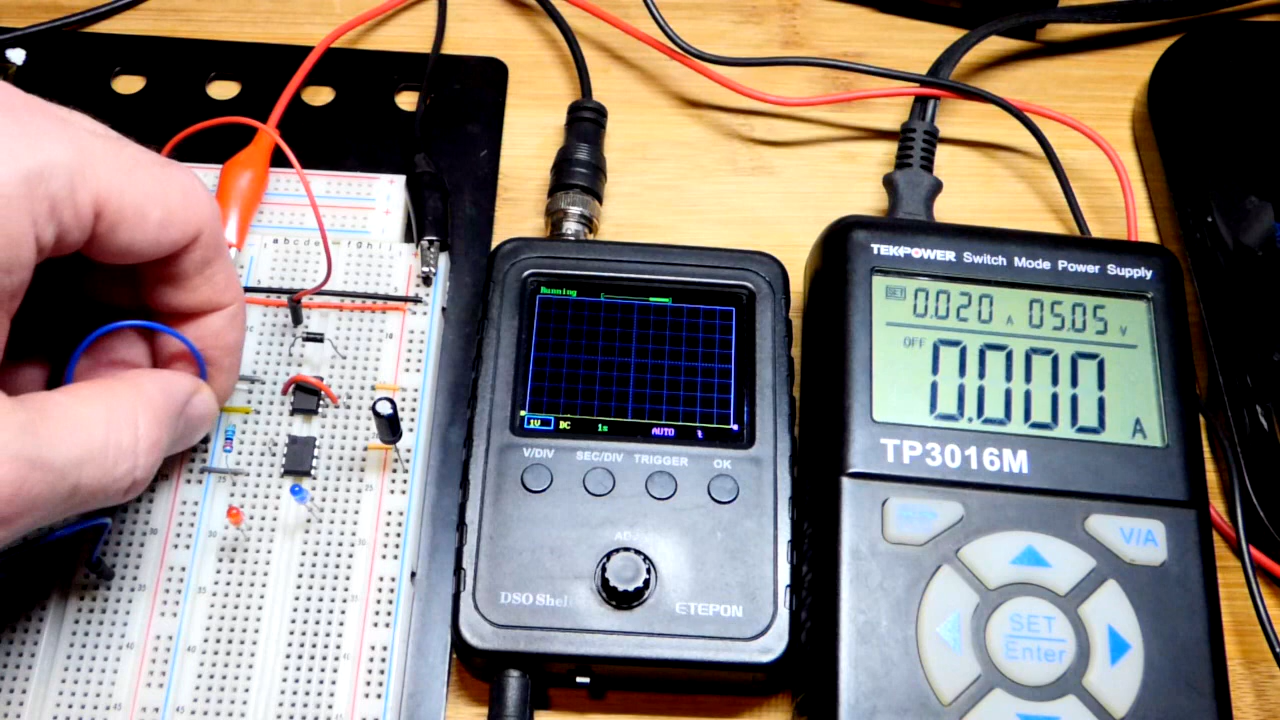 a b c d e f g h i
Running
1V DC 1s AUTO
V/DIV SEC/DIV TRIGGER OK
ADJ
DSO Shell
ETEPON
TEKPOWER Switch Mode Power Supply
SET 0.020 A 05.05 V
OFF 0.000 A
TP3016M
V/A
SET
Enter